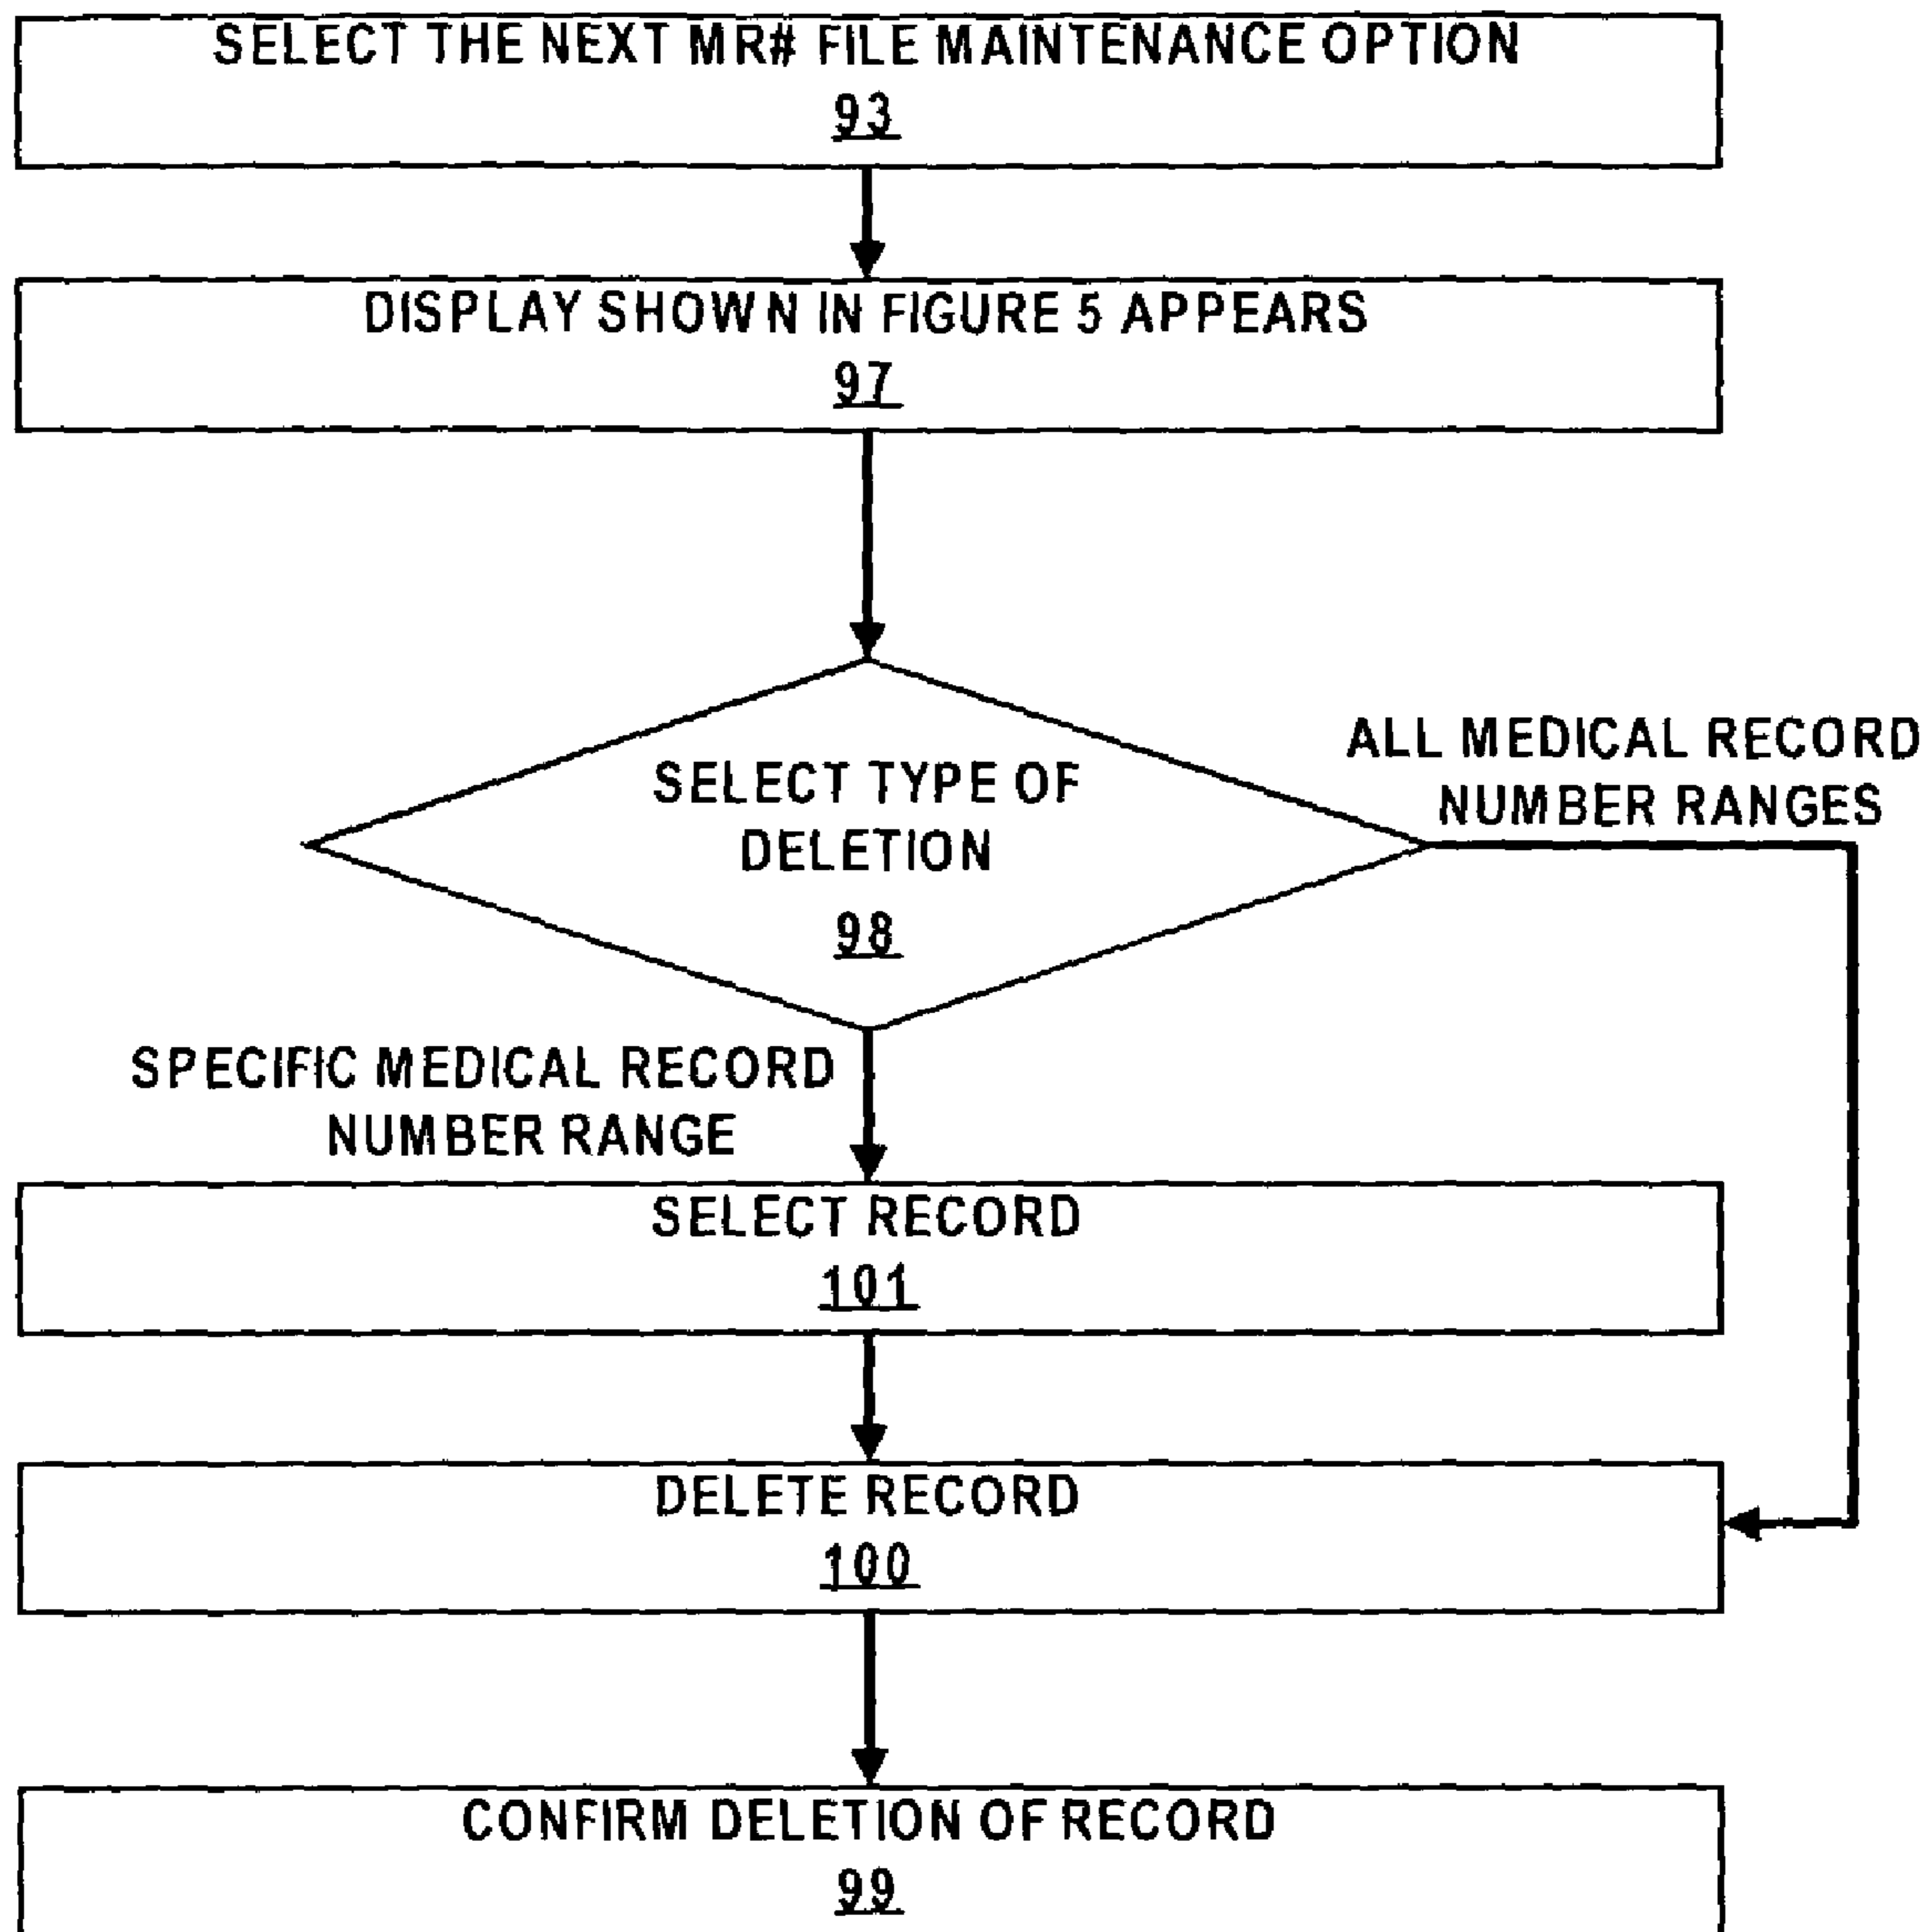 SELECT THE NEXT MR# FILE MAINTENANCE OPTION
93
DISPLAY SHOWN IN FIGURE 5 APPEARS
97
SELECT TYPE OF
DELETION
98
ALL MEDICAL RECORD
NUMBER RANGES
SPECIFIC MEDICAL RECORD
NUMBER RANGE
SELECT RECORD
101
DELETE RECORD
100
CONFIRM DELETION OF RECORD
99